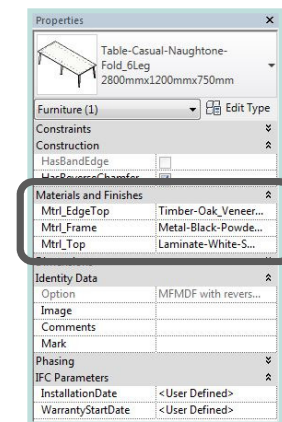 Properties
Table-Casual-Naughtone-
Fold_6Leg
2800mmx1200mmx750mm
Furniture (1)
Edit Type
Constraints
Construction
HasBandEdge
HasReverseChamfer
Materials and Finishes
Mtrl_EdgeTop Timber-Oak_Veneer...
Mtrl_Frame Metal-Black-Powde...
Mtrl_Top Laminate-White-S...
Dimensions
Identity Data
Option MFMDF with revers...
Image
Comments
Mark
Phasing
IFC Parameters
InstallationDate <User Defined>
WarrantyStartDate <User Defined>